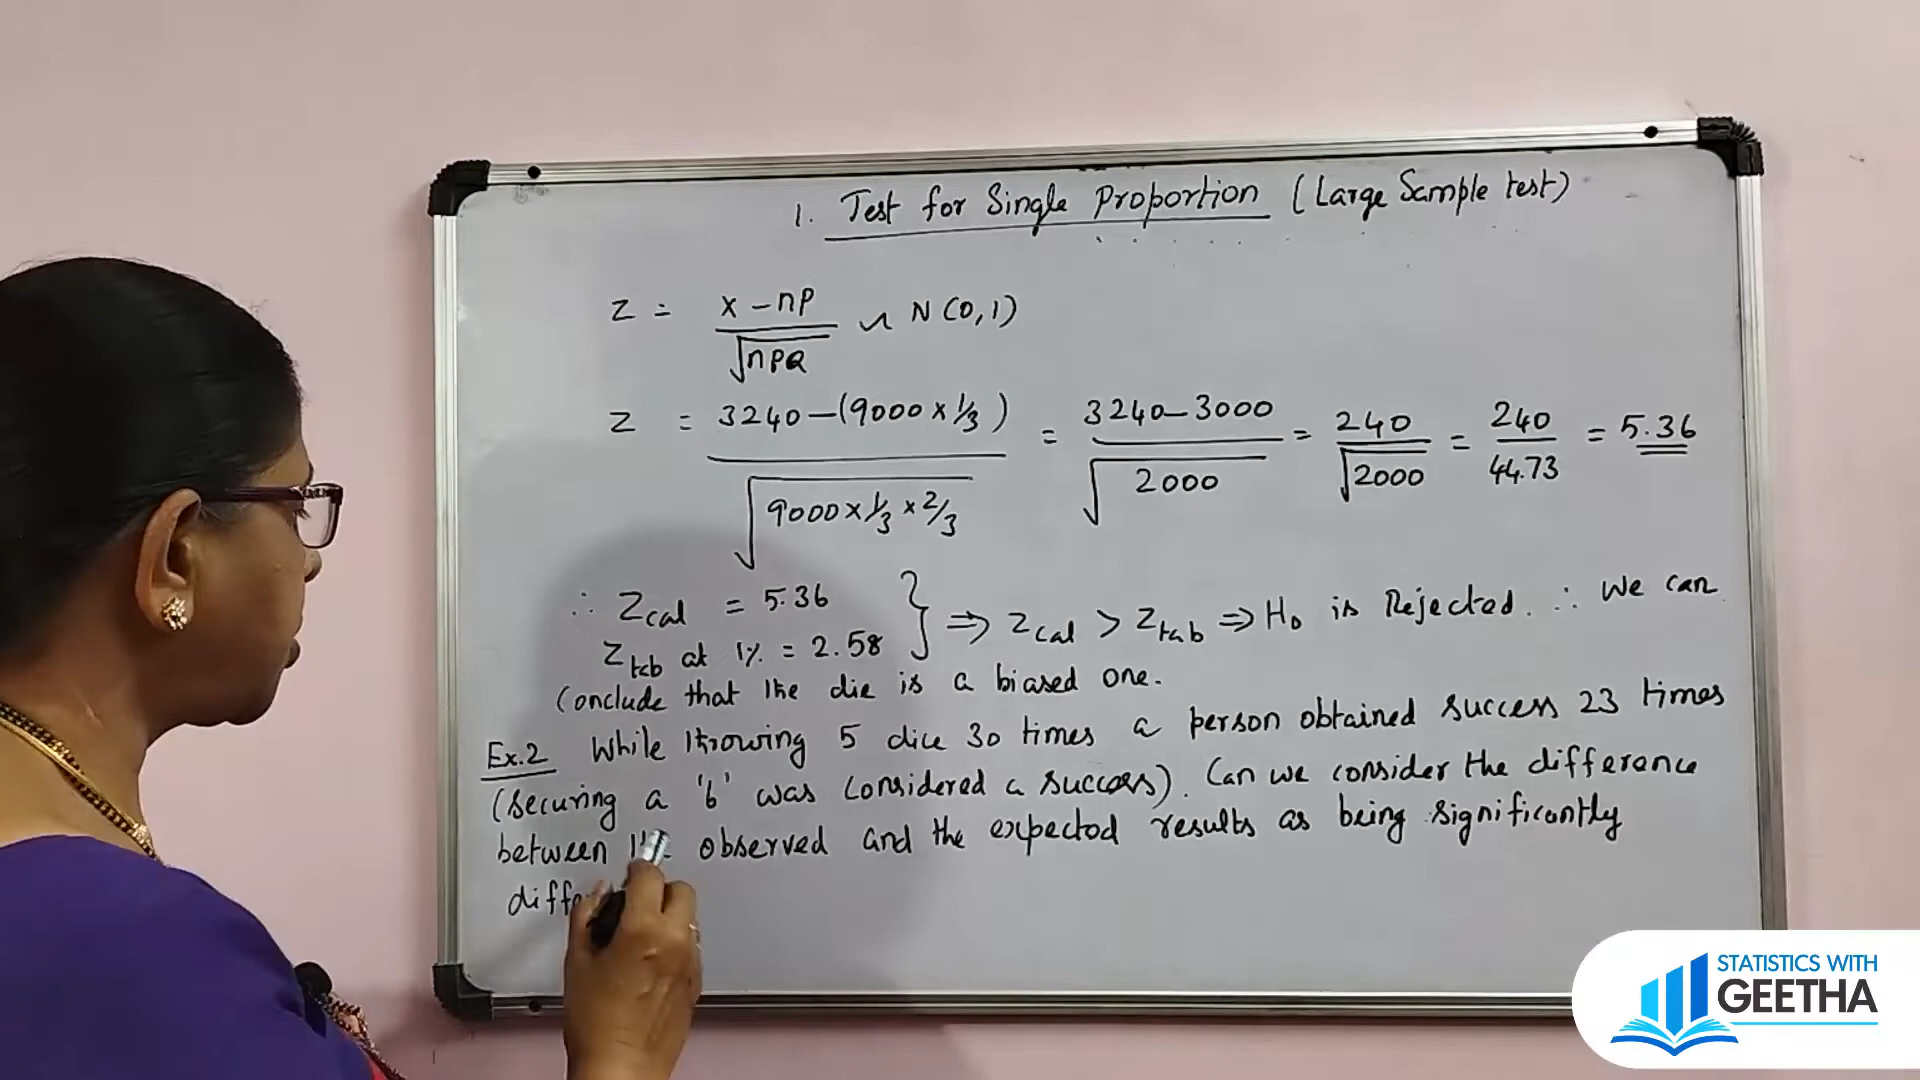 1. Test for Single Proportion (Large Sample test)
Z = x - np / √nPQ ~ N(0,1)
Z = 3240 - (9000 × 1/3) / √9000 × 1/3 × 2/3 = 3240 - 3000 / √2000 = 240 / √2000 = 240 / 44.73 = 5.36
∴ Zcal = 5.36
Ztab at 1% = 2.58 } ⇒ Zcal > Ztab ⇒ H0 is Rejected. ∴ We can
Conclude that the die is a biased one.
Ex.2 While throwing 5 dice 30 times a person obtained success 23 times
(securing a '6' was considered a success). Can we consider the difference
between the observed and the expected results as being significantly
diff
STATISTICS WITH
GEETHA